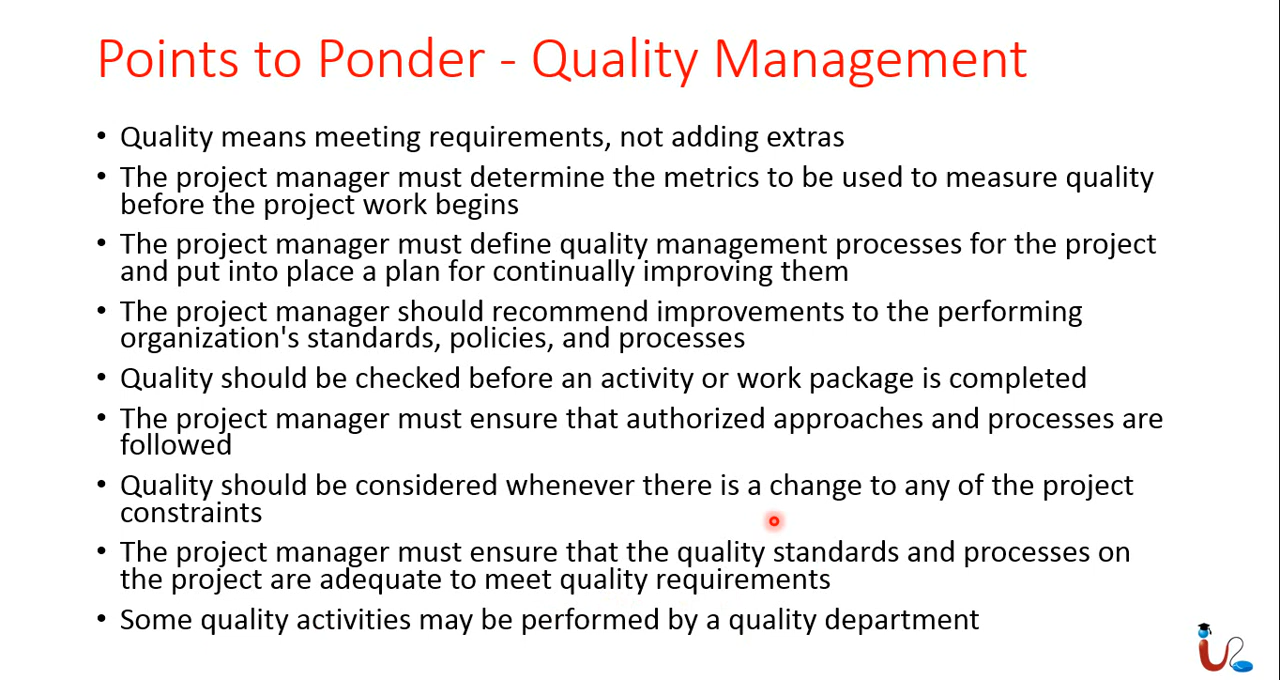 Points to Ponder - Quality Management
• Quality means meeting requirements, not adding extras
• The project manager must determine the metrics to be used to measure quality
before the project work begins
• The project manager must define quality management processes for the project
and put into place a plan for continually improving them
• The project manager should recommend improvements to the performing
organization's standards, policies, and processes
• Quality should be checked before an activity or work package is completed
• The project manager must ensure that authorized approaches and processes are
followed
• Quality should be considered whenever there is a change to any of the project
constraints
• The project manager must ensure that the quality standards and processes on
the project are adequate to meet quality requirements
• Some quality activities may be performed by a quality department